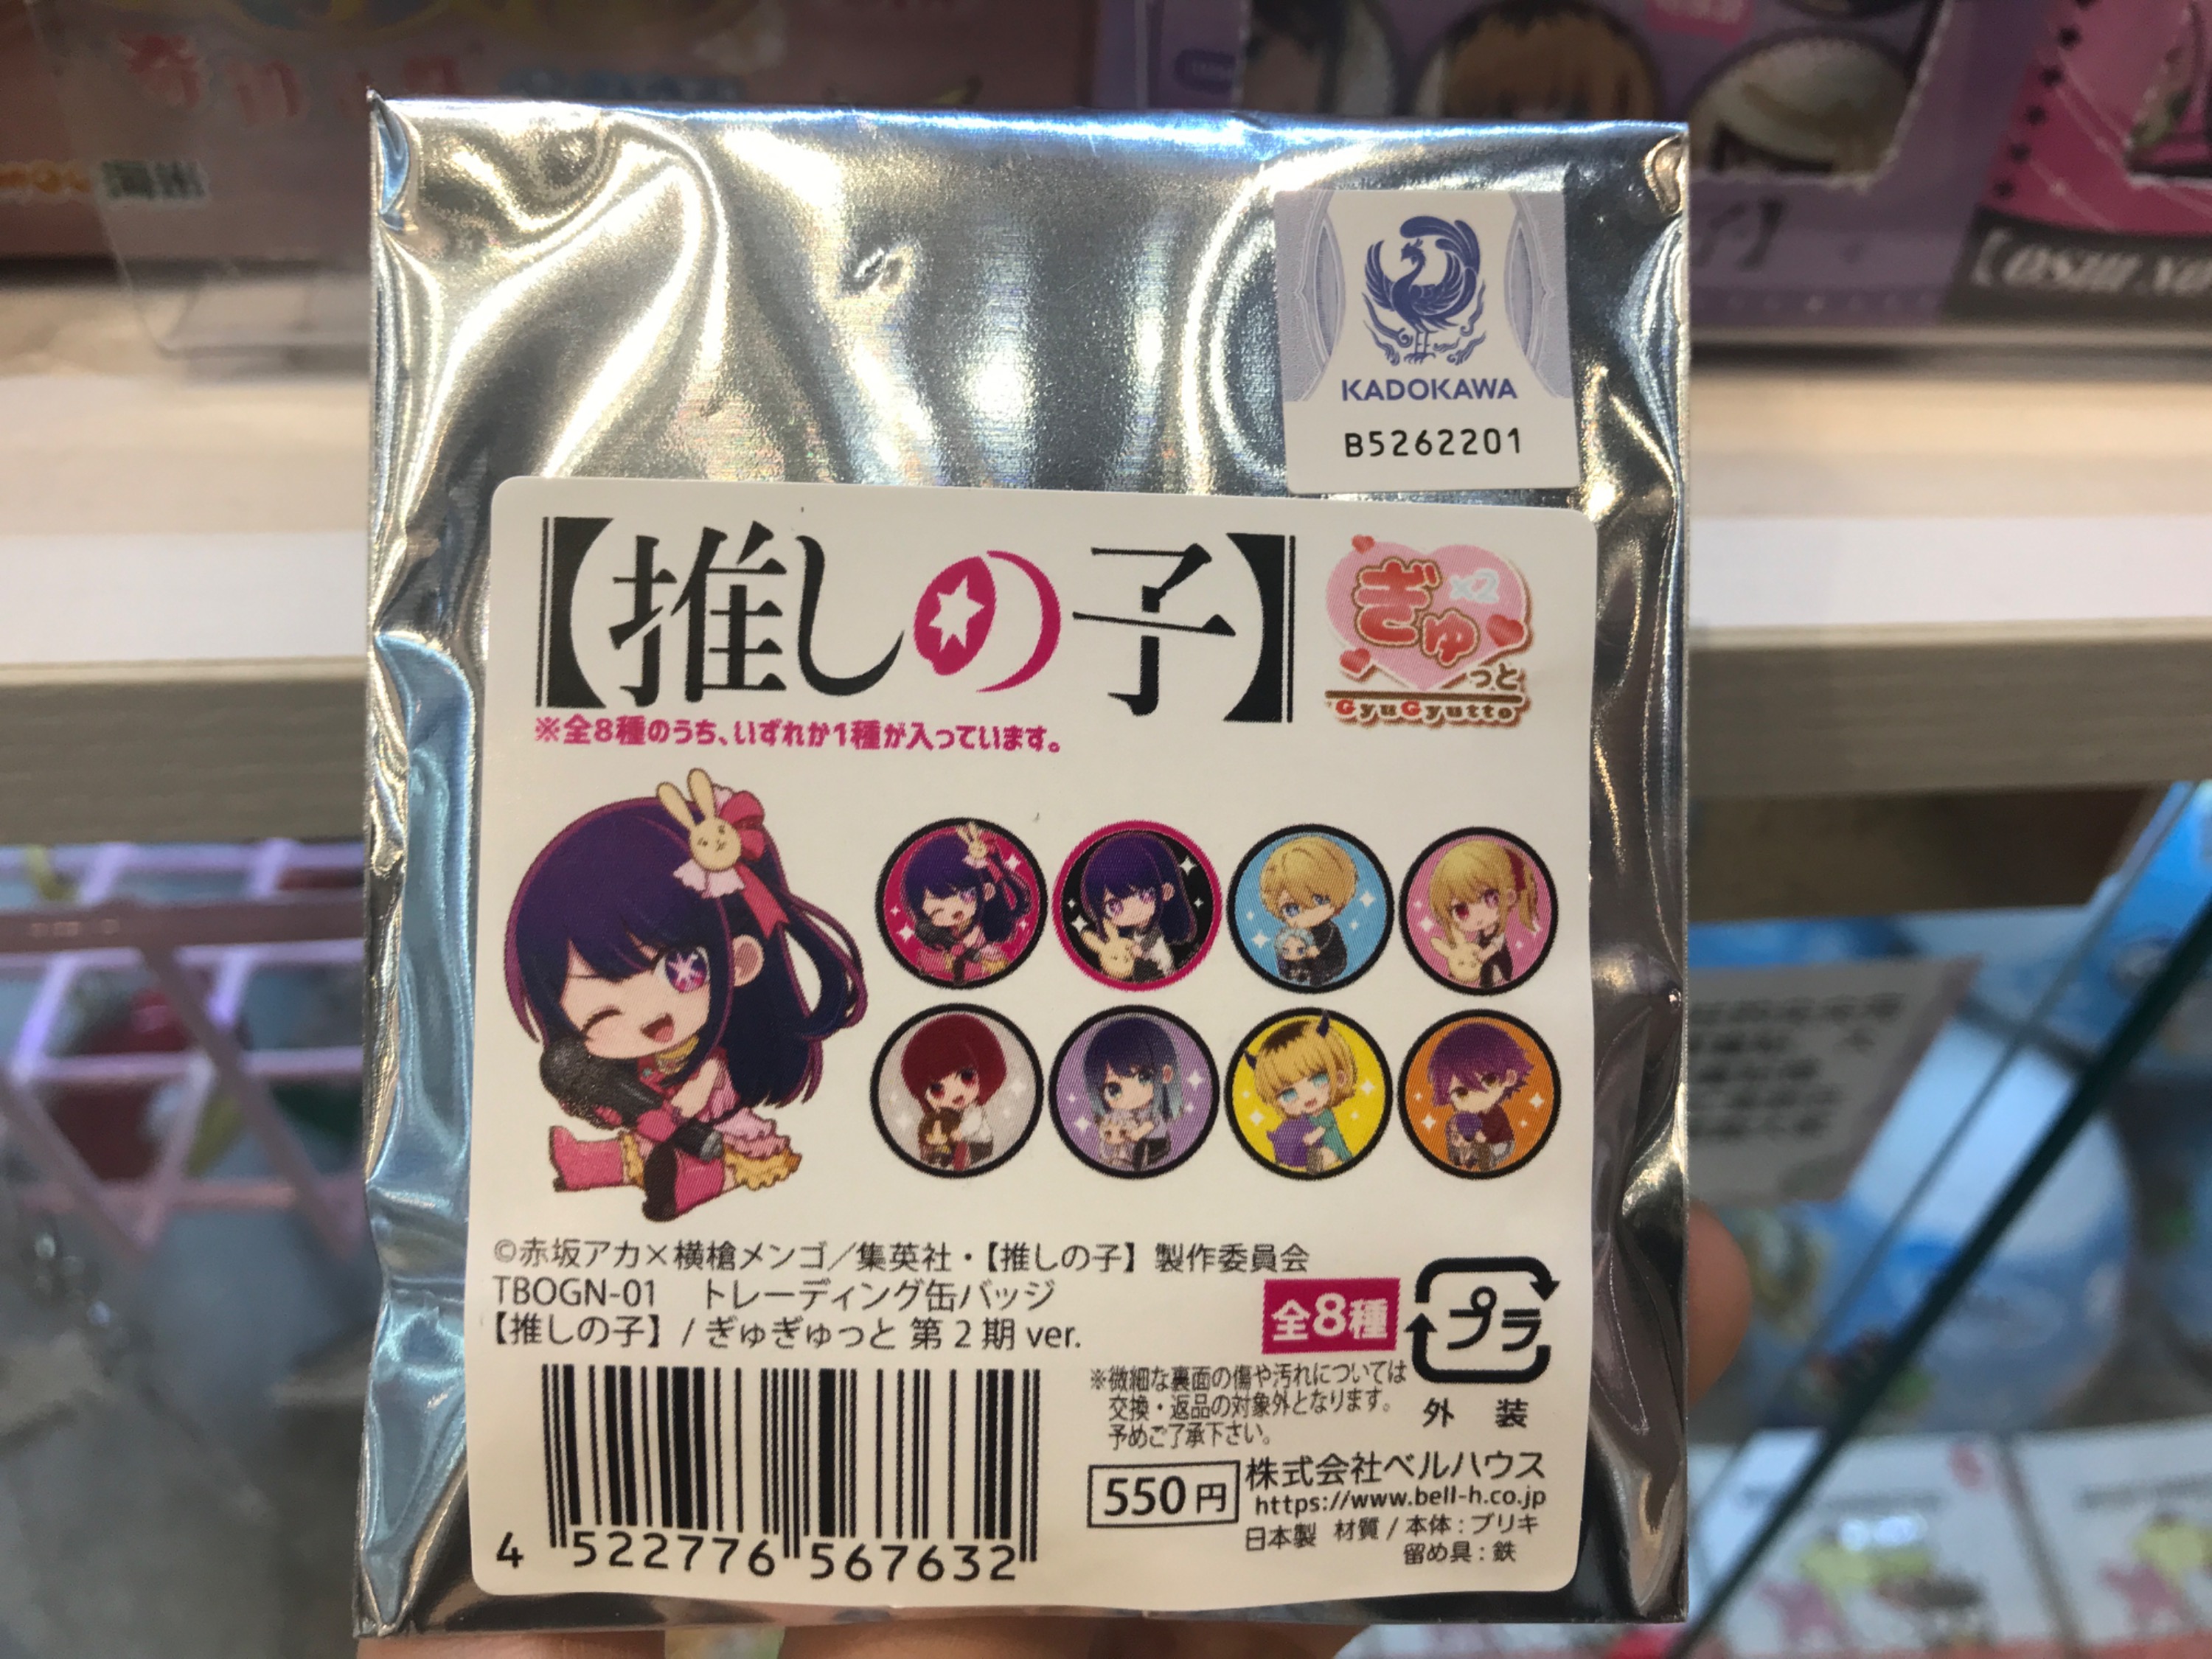 KADOKAWA
B5262201
【推しの子】
ぎゅ×2
っと
GyuGyutto
※全8種のうち、いずれか1種が入っています。
©赤坂アカ×横槍メンゴ／集英社・【推しの子】製作委員会
TBOGN-01 トレーディング缶バッジ
【推しの子】/ ぎゅぎゅっと 第2期 ver.
全8種
プラ
外装
※微細な裏面の傷や汚れについては
交換・返品の対象外となります。
予めご了承下さい。
550円
株式会社ベルハウス
https://www.bell-h.co.jp
日本製 材質 / 本体：ブリキ
留め具：鉄
4 522776 567632